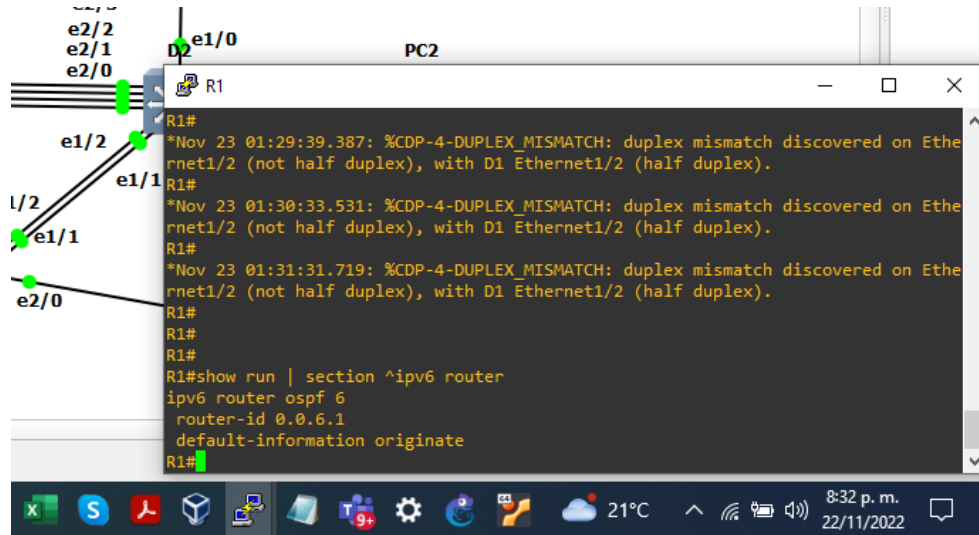 e2/2
e2/1
e2/0
D2
e1/0
PC2
e1/2
e1/1
1/2
e1/1
e2/0
R1
R1#
*Nov 23 01:29:39.387: %CDP-4-DUPLEX_MISMATCH: duplex mismatch discovered on Ethe
rnet1/2 (not half duplex), with D1 Ethernet1/2 (half duplex).
R1#
*Nov 23 01:30:33.531: %CDP-4-DUPLEX_MISMATCH: duplex mismatch discovered on Ethe
rnet1/2 (not half duplex), with D1 Ethernet1/2 (half duplex).
R1#
*Nov 23 01:31:31.719: %CDP-4-DUPLEX_MISMATCH: duplex mismatch discovered on Ethe
rnet1/2 (not half duplex), with D1 Ethernet1/2 (half duplex).
R1#
R1#
R1#
R1#show run | section ^ipv6 router
ipv6 router ospf 6
router-id 0.0.6.1
default-information originate
R1#
9+
64
21°C
8:32 p. m.
22/11/2022